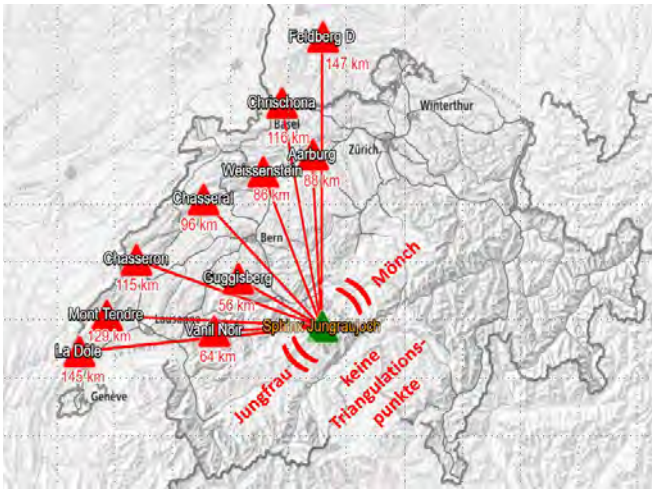 Feldberg D
147 km
Chrischona
Basel
116 km
Winterthur
Aarburg
88 km
Zürich
Weissenstein
86 km
Chasseral
96 km
Bern
Chasseron
115 km
Guggisberg
56 km
Mönch
Mont Tendre
129 km
Lausanne
Vanil Noir
64 km
Sphinx Jungfraujoch
La Dôle
145 km
Genève
Jungfrau
keine
Triangulations-
punkte